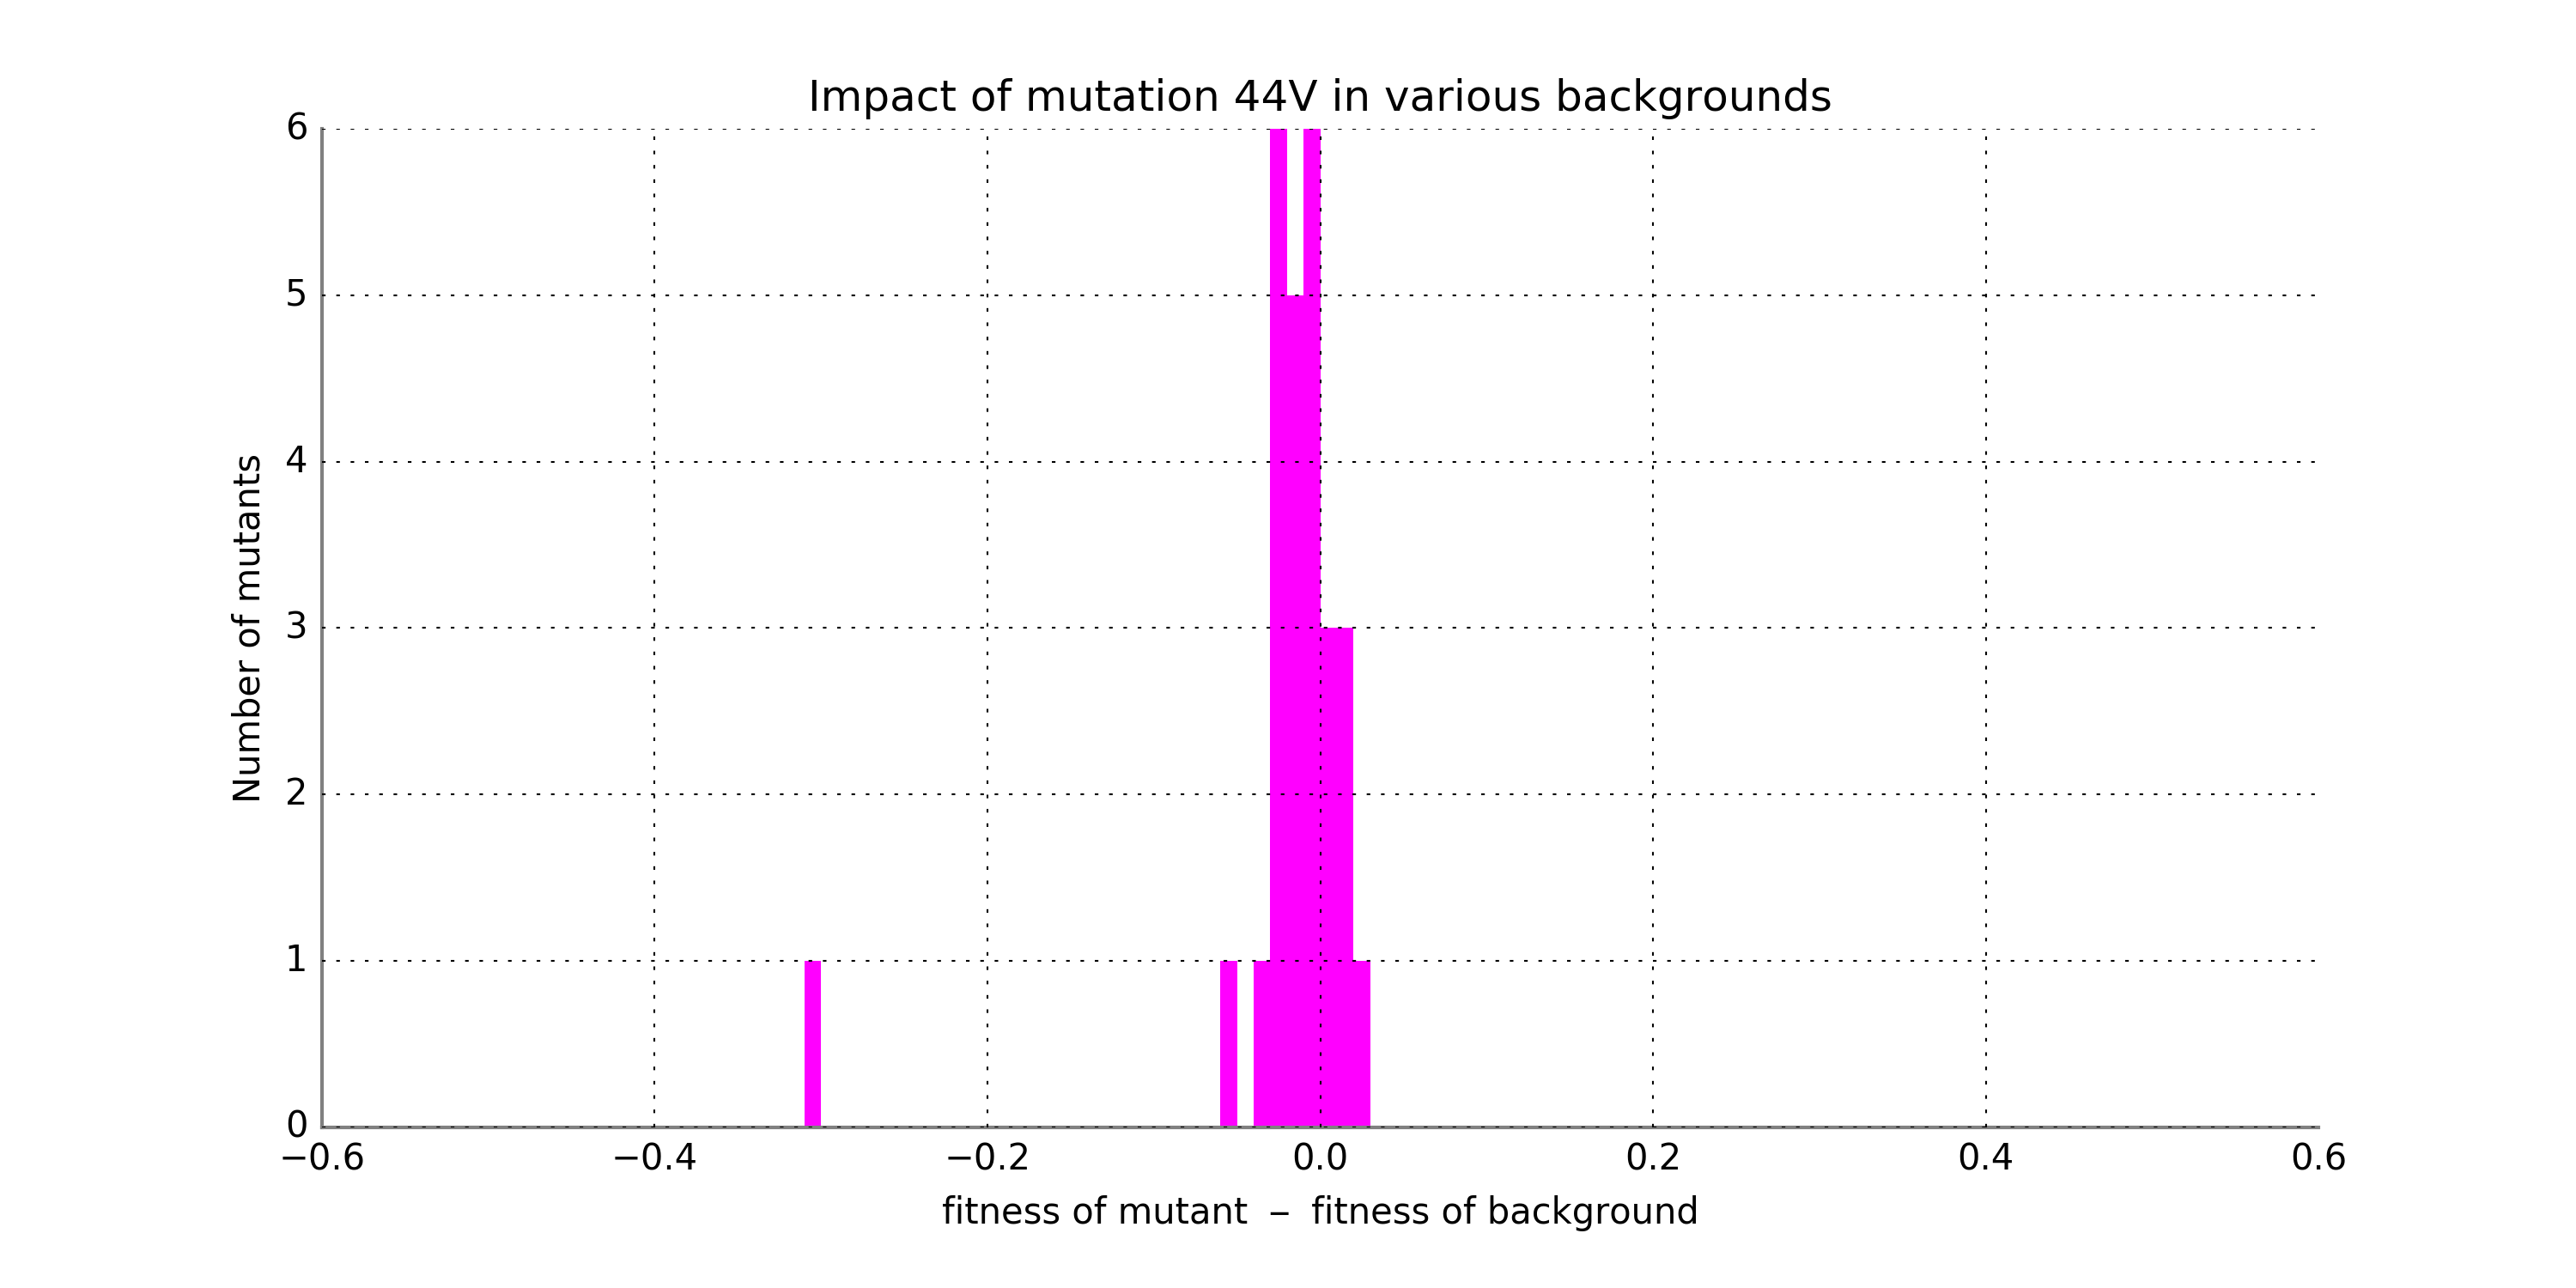 Impact of mutation 44V in various backgrounds
6
5
4
3
2
1
0
Number of mutants
−0.6 −0.4 −0.2 0.0 0.2 0.4 0.6
fitness of mutant − fitness of background